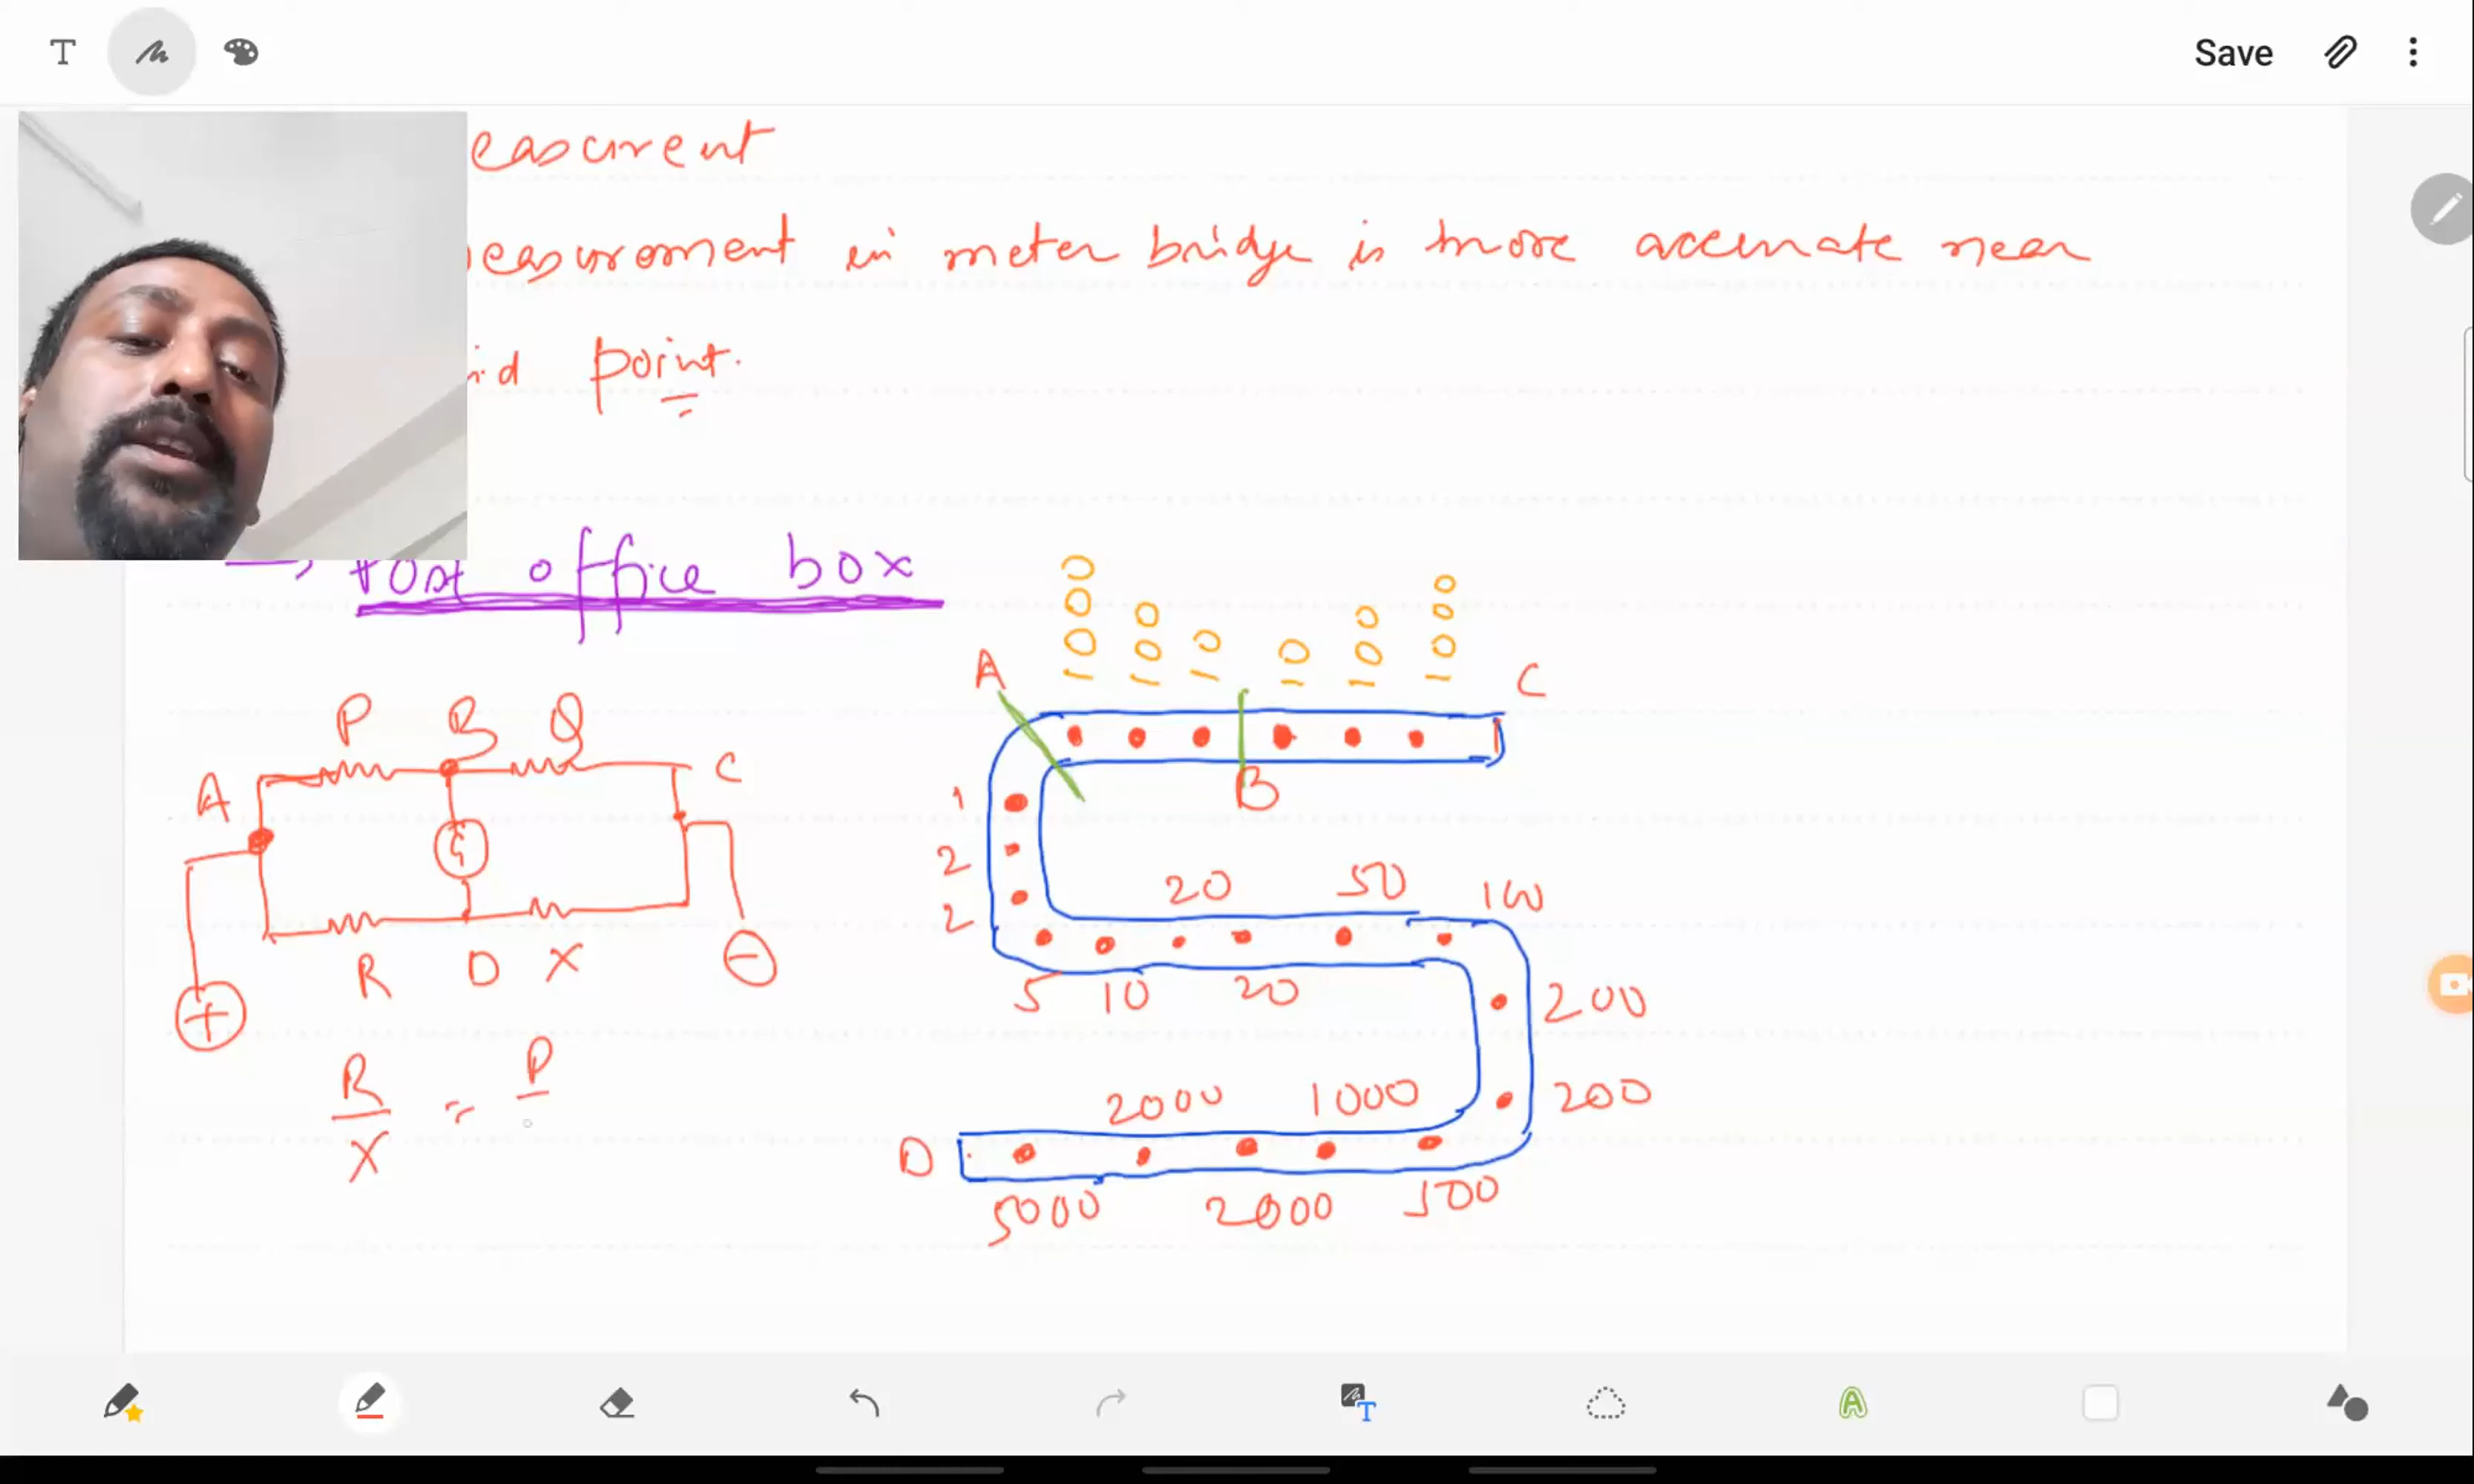 T
Save
easurent
easurement in meter bridge is more accurate near
id point.
→ Post office box
1000 100 10 10 100 1000
A C
B
P B Q
A C
G
R D X
+ -
R/X = P
1
2
2
20 50 100
5 10 20
200
200
2000 1000
D
5000 2000 500
T
A